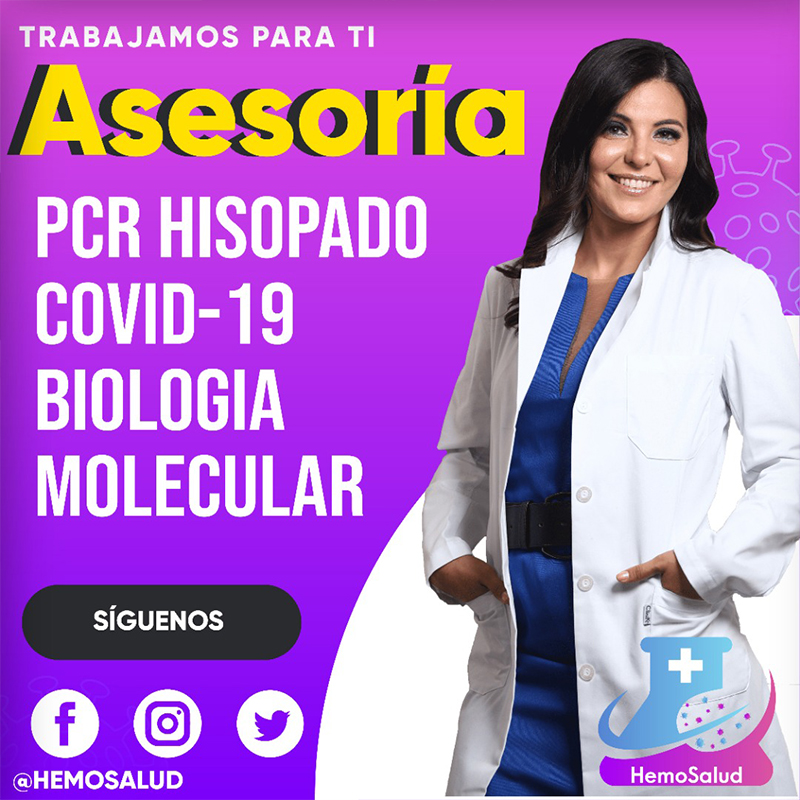 TRABAJAMOS PARA TI
Asesoría
PCR HISOPADO
COVID-19
BIOLOGIA
MOLECULAR
SÍGUENOS
@HEMOSALUD
HemoSalud